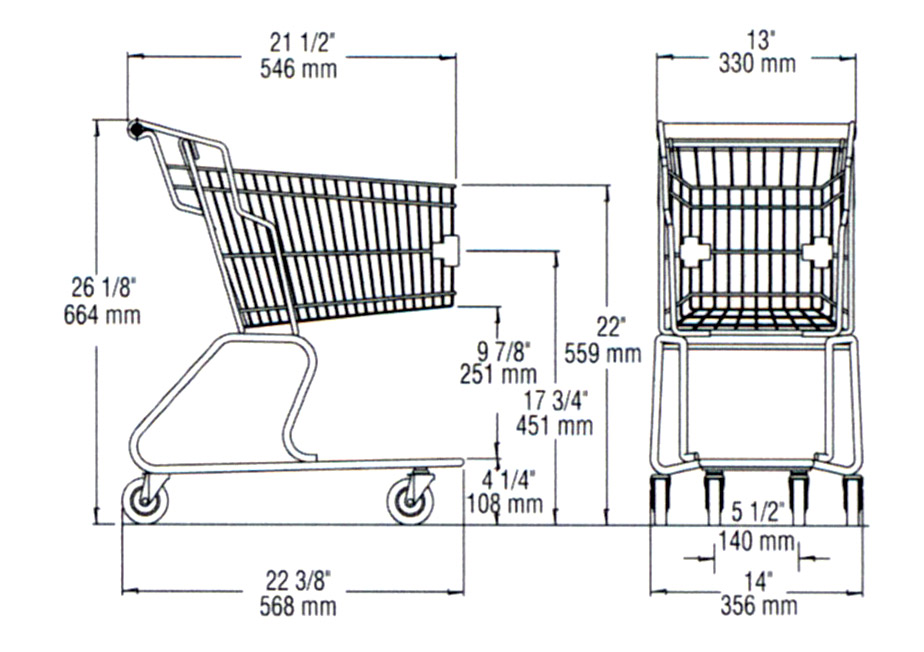 21 1/2"
546 mm
13"
330 mm
26 1/8"
664 mm
9 7/8"
251 mm
22"
559 mm
17 3/4"
451 mm
4 1/4"
108 mm
5 1/2"
140 mm
22 3/8"
568 mm
14"
356 mm